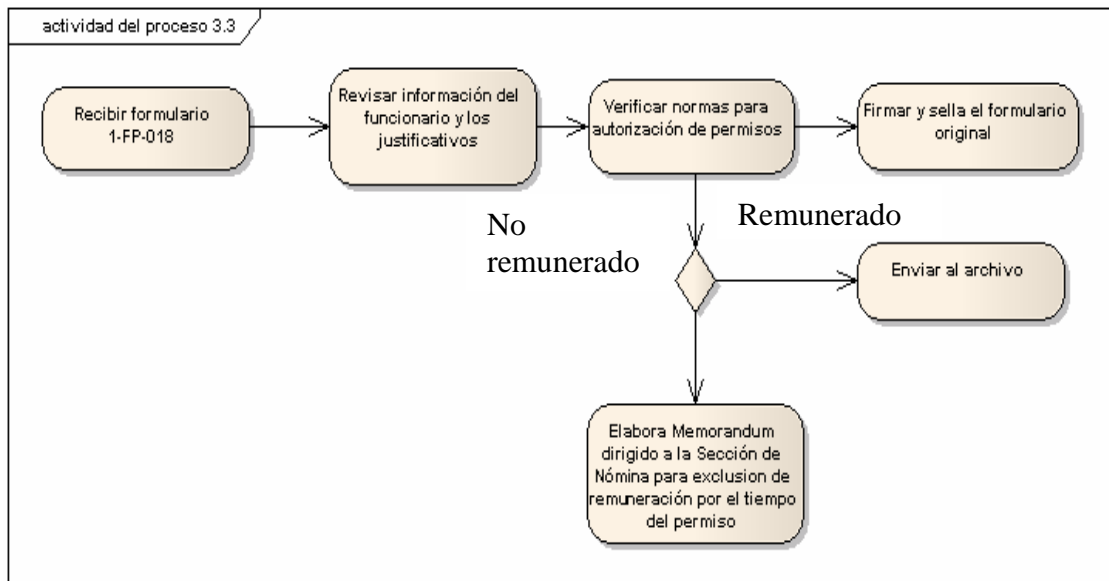 actividad del proceso 3.3
Recibir formulario
1-FP-018
Revisar información del
funcionario y los
justificativos
Verificar normas para
autorización de permisos
Firmar y sella el formulario
original
No
remunerado
Remunerado
Enviar al archivo
Elabora Memorandum
dirigido a la Sección de
Nómina para exclusion de
remuneración por el tiempo
del permiso